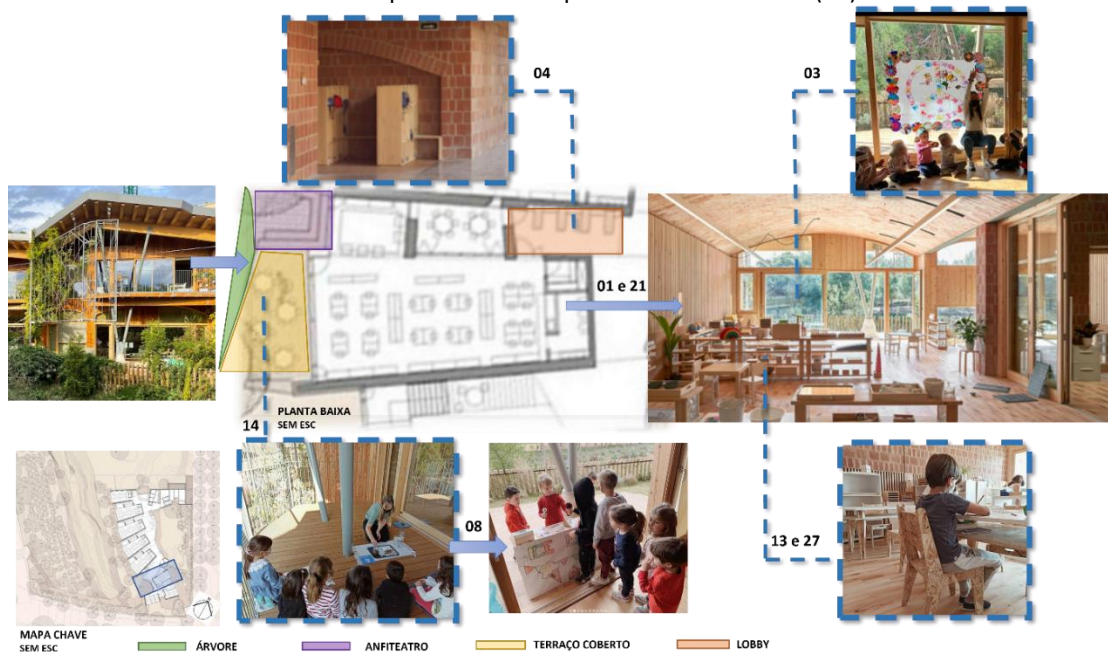 04
03
01 e 21
PLANTA BAIXA
SEM ESC
14
08
13 e 27
MAPA CHAVE
SEM ESC
ÁRVORE
ANFITEATRO
TERRAÇO COBERTO
LOBBY